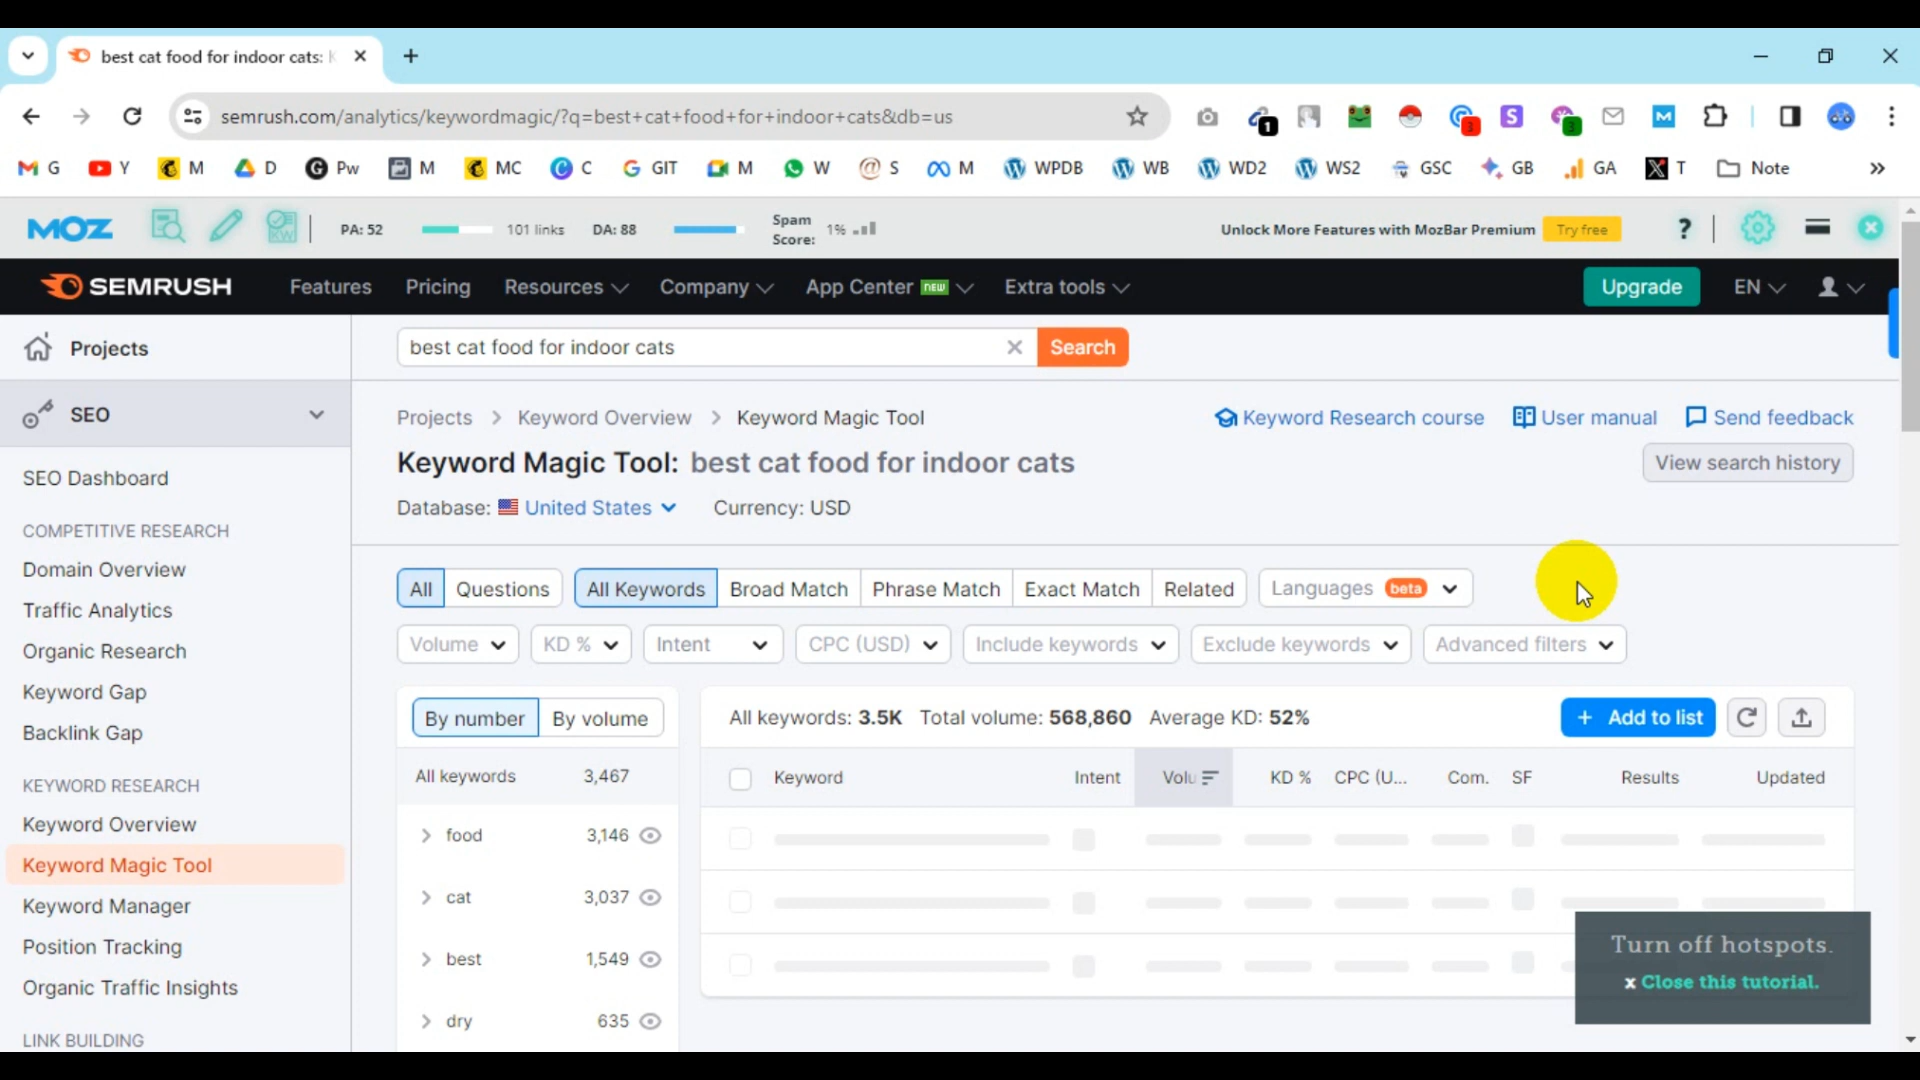 best cat food for indoor cats:
semrush.com/analytics/keywordmagic/?q=best+cat+food+for+indoor+cats&db=us
1 3 S 3 M
G Y M D Pw M MC C GIT M W S M WPDB WB WD2 WS2 GSC GB GA T Note
MOZ KW PA: 52 101 links DA: 88 Spam Score: 1% Unlock More Features with MozBar Premium Try free ?
SEMRUSH Features Pricing Resources Company App Center NEW Extra tools Upgrade EN
Projects
best cat food for indoor cats Search
SEO
Projects > Keyword Overview > Keyword Magic Tool Keyword Research course User manual Send feedback
Keyword Magic Tool: best cat food for indoor cats View search history
Database: United States Currency: USD
SEO Dashboard
COMPETITIVE RESEARCH
Domain Overview
Traffic Analytics
Organic Research
Keyword Gap
Backlink Gap
KEYWORD RESEARCH
Keyword Overview
Keyword Magic Tool
Keyword Manager
Position Tracking
Organic Traffic Insights
LINK BUILDING
All Questions All Keywords Broad Match Phrase Match Exact Match Related Languages beta
Volume KD % Intent CPC (USD) Include keywords Exclude keywords Advanced filters
By number By volume
All keywords 3,467
food 3,146
cat 3,037
best 1,549
dry 635
All keywords: 3.5K Total volume: 568,860 Average KD: 52% + Add to list
Keyword Intent Volu KD % CPC (U... Com. SF Results Updated
Turn off hotspots.
x Close this tutorial.